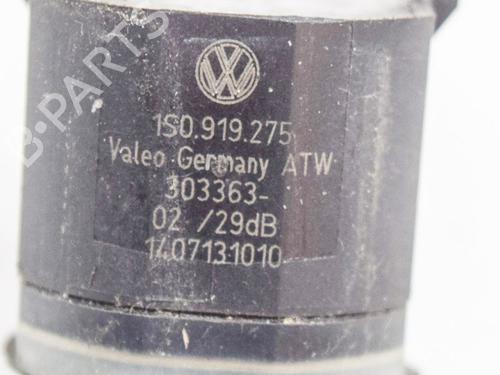 1S0.919.275
Valeo Germany ATW
303363-
02 /29dB
1407131010
B-PARTS